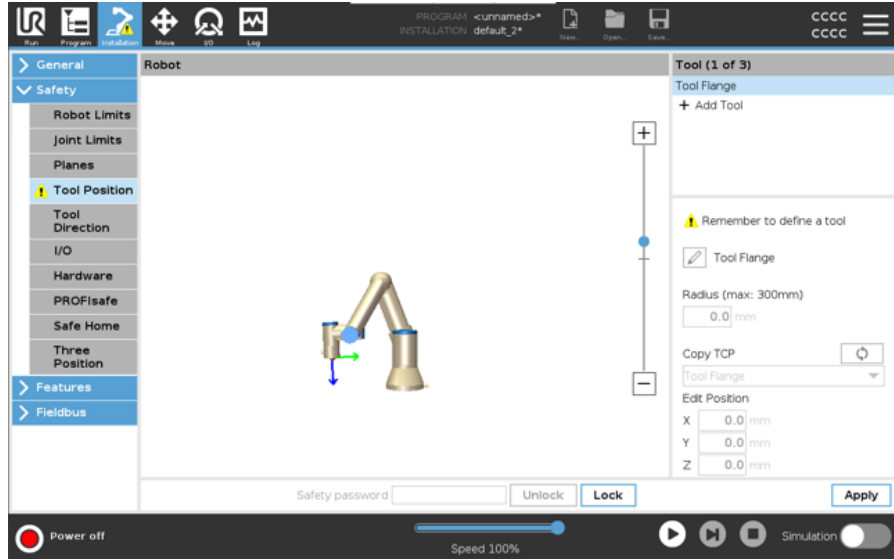 PROGRAM <unnamed>*
INSTALLATION default_2*
Run
Program
Installation
Move
I/O
Log
New...
Open...
Save...
cccc
cccc
General
Robot
Tool (1 of 3)
Safety
Tool Flange
Robot Limits
+ Add Tool
Joint Limits
Planes
Tool Position
Tool
Direction
Remember to define a tool
I/O
Tool Flange
Hardware
PROFIsafe
Radius (max: 300mm)
0.0 mm
Safe Home
Three
Position
Copy TCP
Tool Flange
Features
Edit Position
Fieldbus
X 0.0 mm
Y 0.0 mm
Z 0.0 mm
Safety password
Unlock
Lock
Apply
Power off
Speed 100%
Simulation